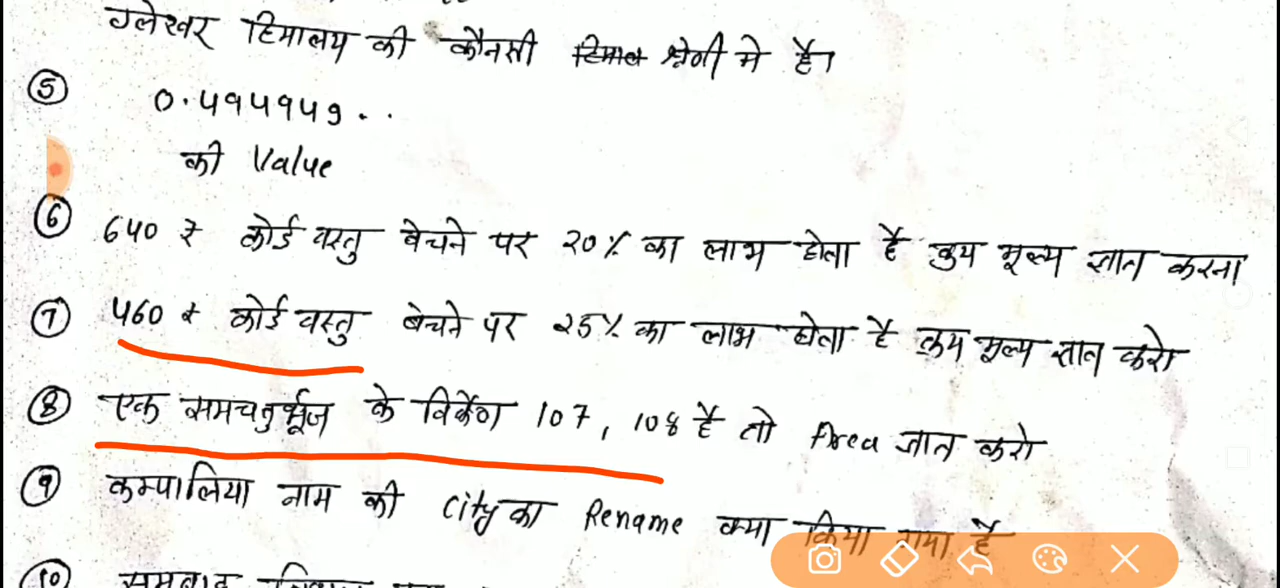 हिमालय की कौनसी श्रेणी मे है।
⑤ 0.494949..
की Value
⑥ 640 ₹ कोई वस्तु बेचने पर 20% का लाभ होता है क्रय मूल्य ज्ञात करना
⑦ 460 ₹ कोई वस्तु बेचने पर 25% का लाभ होता है क्रय मूल्य ज्ञात करो
⑧ एक समचतुर्भूज के विकर्ण 107, 108 है तो Area ज्ञात करो
⑨ कम्पालिया नाम की City का Rename क्या किया गया है
⑩